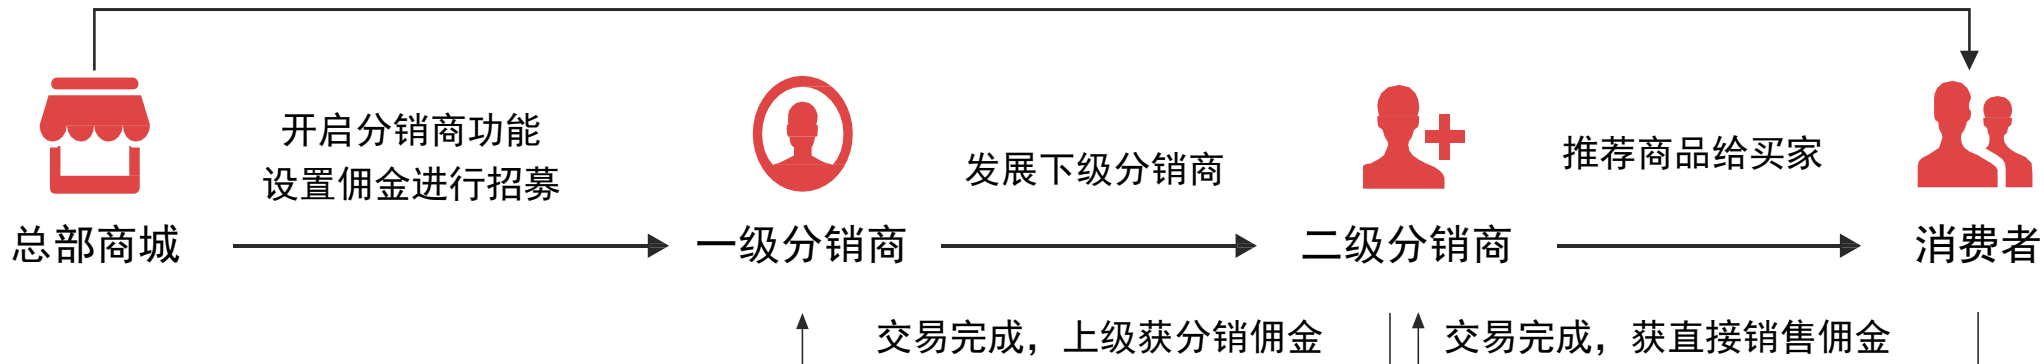 开启分销商功能
设置佣金进行招募
发展下级分销商
推荐商品给买家
总部商城
一级分销商
二级分销商
消费者
交易完成，上级获分销佣金
交易完成，获直接销售佣金